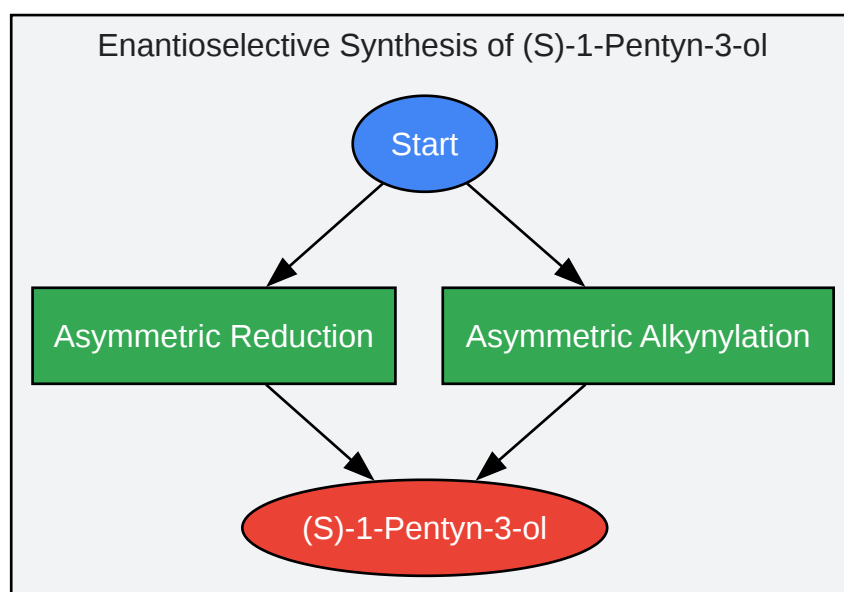 Enantioselective Synthesis of (S)-1-Pentyn-3-ol
Start
Asymmetric Reduction
Asymmetric Alkynylation
(S)-1-Pentyn-3-ol